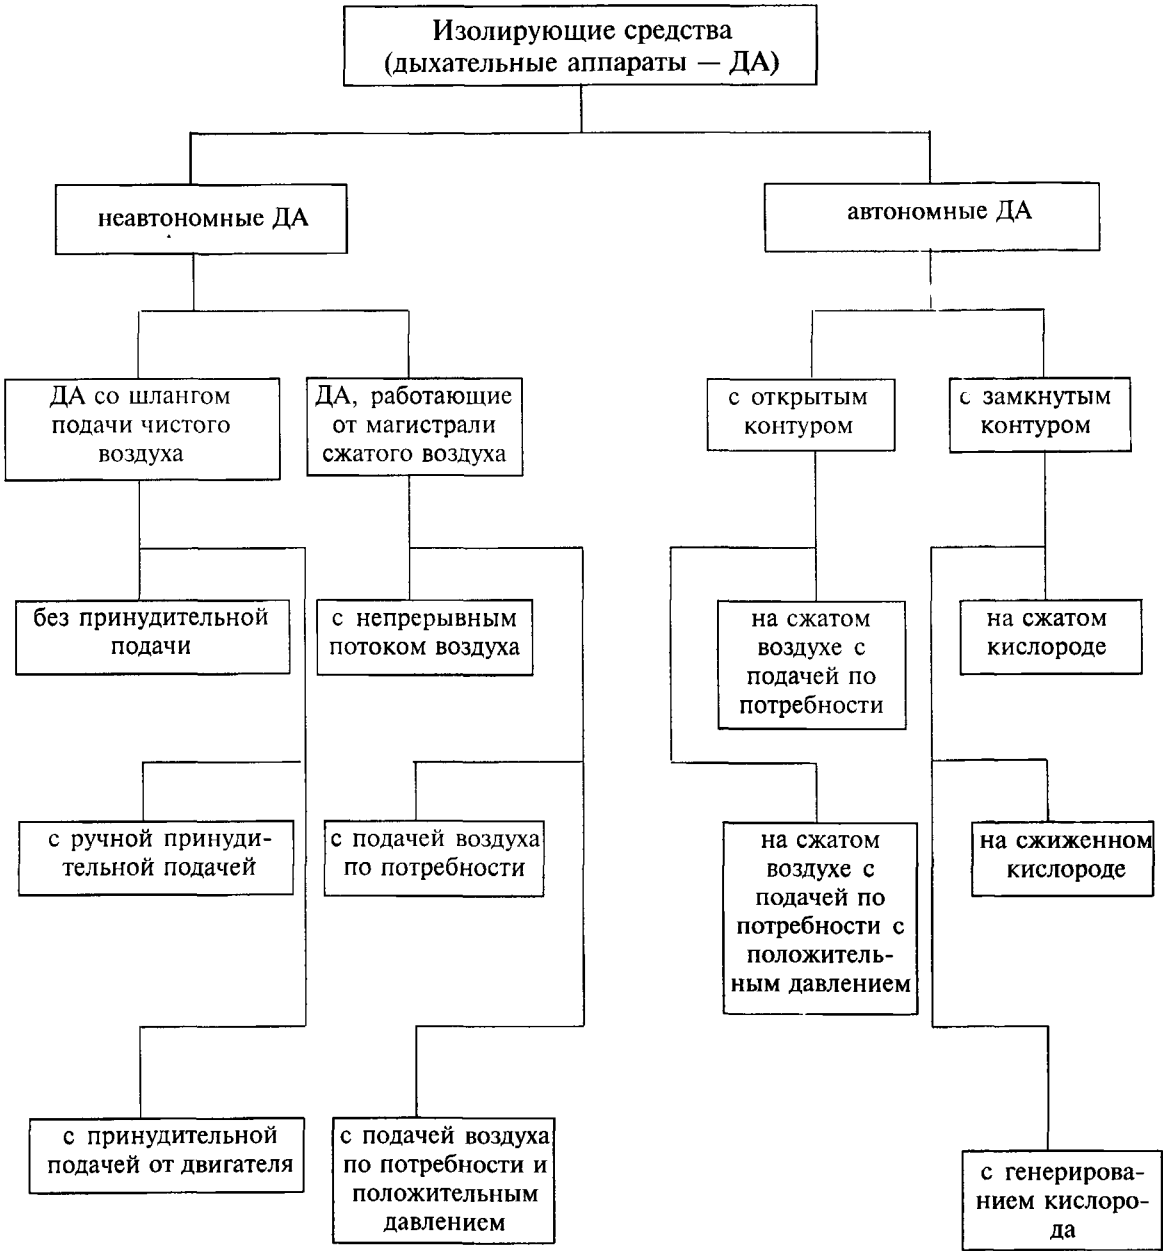 Изолирующие средства
(дыхательные аппараты — ДА)
неавтономные ДА
автономные ДА
ДА со шлангом
подачи чистого
воздуха
ДА, работающие
от магистрали
сжатого воздуха
с открытым
контуром
с замкнутым
контуром
без принудительной
подачи
с непрерывным
потоком воздуха
на сжатом
воздухе с
подачей по
потребности
на сжатом
кислороде
с ручной принуди-
тельной подачей
с подачей воздуха
по потребности
на сжатом
воздухе с
подачей по
потребности с
положитель-
ным давлением
на сжиженном
кислороде
с принудительной
подачей от двигателя
с подачей воздуха
по потребности и
положительным
давлением
с генерирова-
нием кислоро-
да